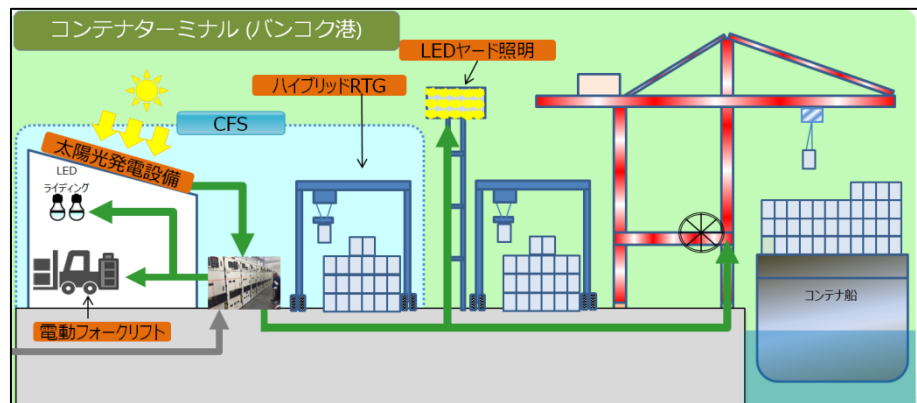 コンテナターミナル (バンコク港)
LEDヤード照明
ハイブリッドRTG
CFS
太陽光発電設備
LED
ライディング
電動フォークリフト
コンテナ船